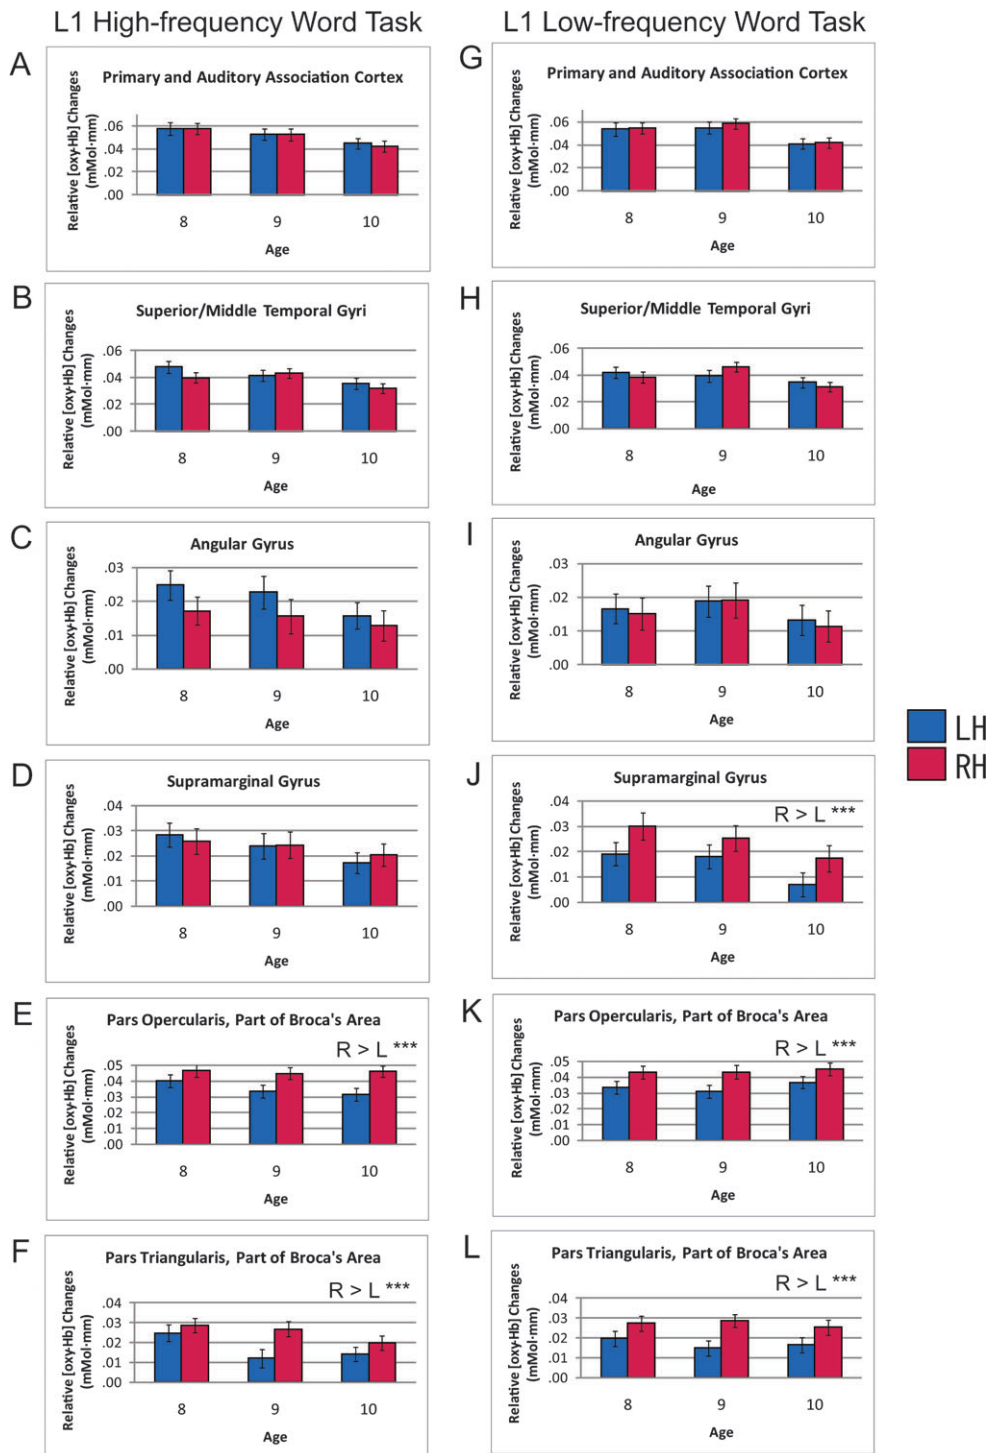 L1 High-frequency Word Task
L1 Low-frequency Word Task
A
Primary and Auditory Association Cortex
Relative [oxy-Hb] Changes
(mMol·mm)
.06
.04
.02
.00
8
9
10
Age
G
Primary and Auditory Association Cortex
Relative [oxy-Hb] Changes
(mMol·mm)
.06
.04
.02
.00
8
9
10
Age
B
Superior/Middle Temporal Gyri
Relative [oxy-Hb] Changes
(mMol·mm)
.06
.04
.02
.00
8
9
10
Age
H
Superior/Middle Temporal Gyri
Relative [oxy-Hb] Changes
(mMol·mm)
.06
.04
.02
.00
8
9
10
Age
C
Angular Gyrus
Relative [oxy-Hb] Changes
(mMol·mm)
.03
.02
.01
.00
8
9
10
Age
I
Angular Gyrus
Relative [oxy-Hb] Changes
(mMol·mm)
.03
.02
.01
.00
8
9
10
Age
LH
RH
D
Supramarginal Gyrus
Relative [oxy-Hb] Changes
(mMol·mm)
.04
.03
.02
.01
.00
8
9
10
Age
J
Supramarginal Gyrus
R > L ***
Relative [oxy-Hb] Changes
(mMol·mm)
.04
.03
.02
.01
.00
8
9
10
Age
E
Pars Opercularis, Part of Broca's Area
R > L ***
Relative [oxy-Hb] Changes
(mMol·mm)
.05
.04
.03
.02
.01
.00
8
9
10
Age
K
Pars Opercularis, Part of Broca's Area
R > L ***
Relative [oxy-Hb] Changes
(mMol·mm)
.05
.04
.03
.02
.01
.00
8
9
10
Age
F
Pars Triangularis, Part of Broca's Area
R > L ***
Relative [oxy-Hb] Changes
(mMol·mm)
.04
.03
.02
.01
.00
8
9
10
Age
L
Pars Triangularis, Part of Broca's Area
R > L ***
Relative [oxy-Hb] Changes
(mMol·mm)
.04
.03
.02
.01
.00
8
9
10
Age